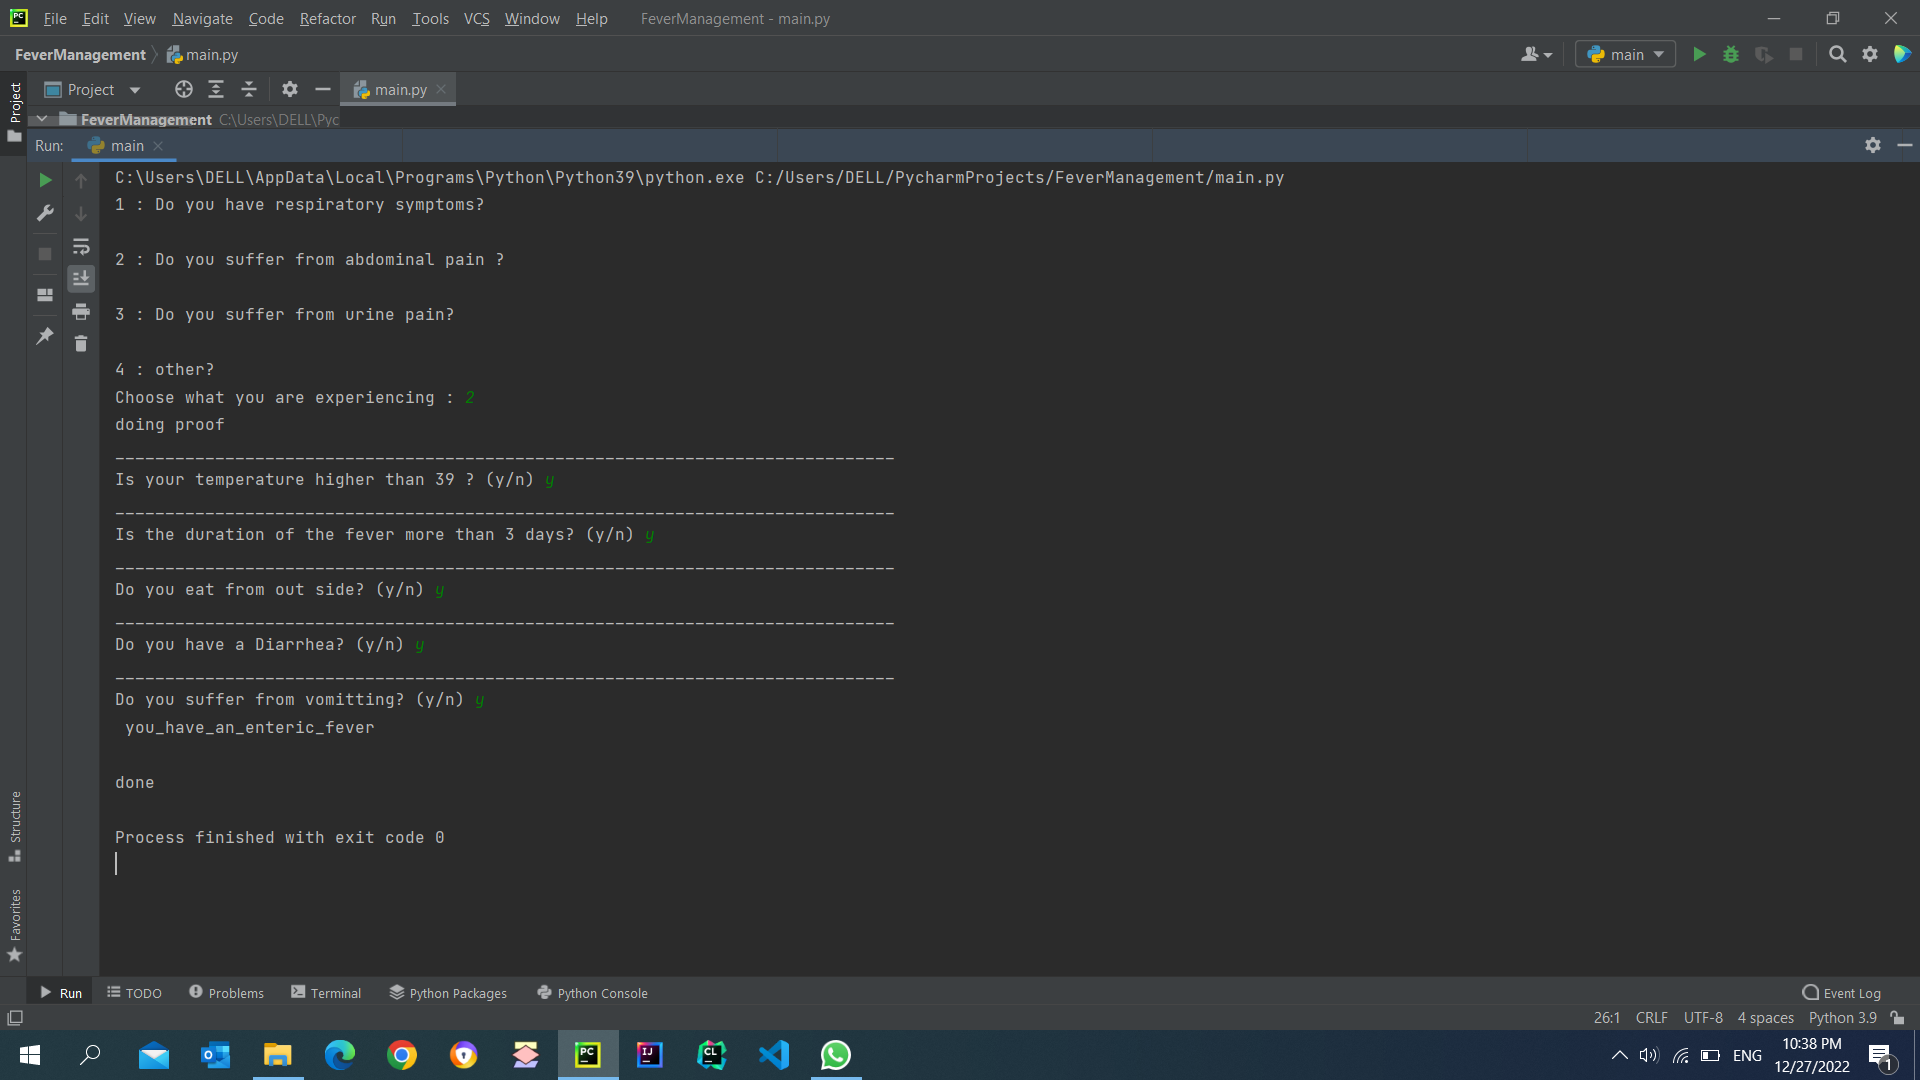 File Edit View Navigate Code Refactor Run Tools VCS Window Help FeverManagement - main.py
FeverManagement main.py main
Project main.py
Project
FeverManagement C:\Users\DELL\Pyc
Run: main
C:\Users\DELL\AppData\Local\Programs\Python\Python39\python.exe C:/Users/DELL/PycharmProjects/FeverManagement/main.py
1 : Do you have respiratory symptoms?
2 : Do you suffer from abdominal pain ?
3 : Do you suffer from urine pain?
4 : other?
Choose what you are experiencing : 2
doing proof
______________________________________________________________________________
Is your temperature higher than 39 ? (y/n) y
______________________________________________________________________________
Is the duration of the fever more than 3 days? (y/n) y
______________________________________________________________________________
Do you eat from out side? (y/n) y
______________________________________________________________________________
Do you have a Diarrhea? (y/n) y
______________________________________________________________________________
Do you suffer from vomitting? (y/n) y
you_have_an_enteric_fever
done
Process finished with exit code 0
Structure
Favorites
Run TODO Problems Terminal Python Packages Python Console Event Log
26:1 CRLF UTF-8 4 spaces Python 3.9
ENG 10:38 PM
12/27/2022 1